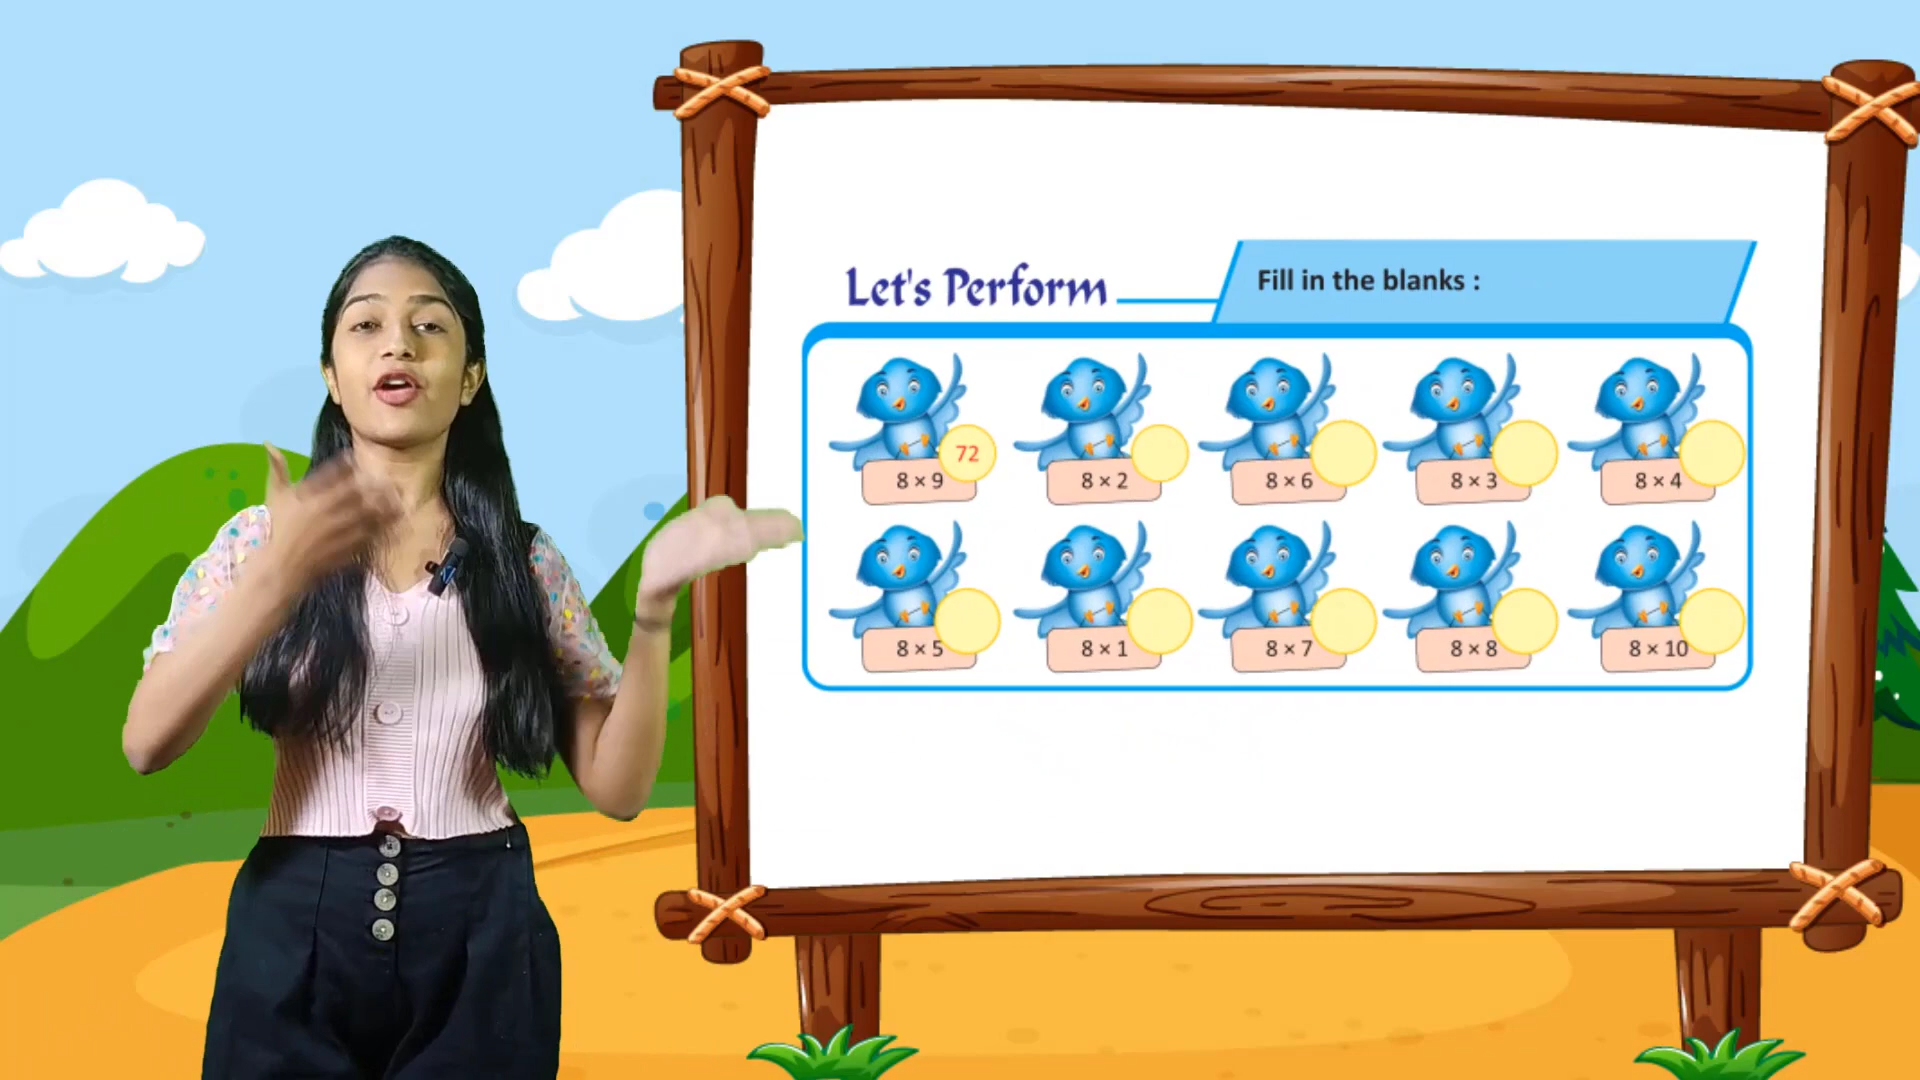 Let's Perform
Fill in the blanks :
72
8 × 9
8 × 2
8 × 6
8 × 3
8 × 4
8 × 5
8 × 1
8 × 7
8 × 8
8 × 10